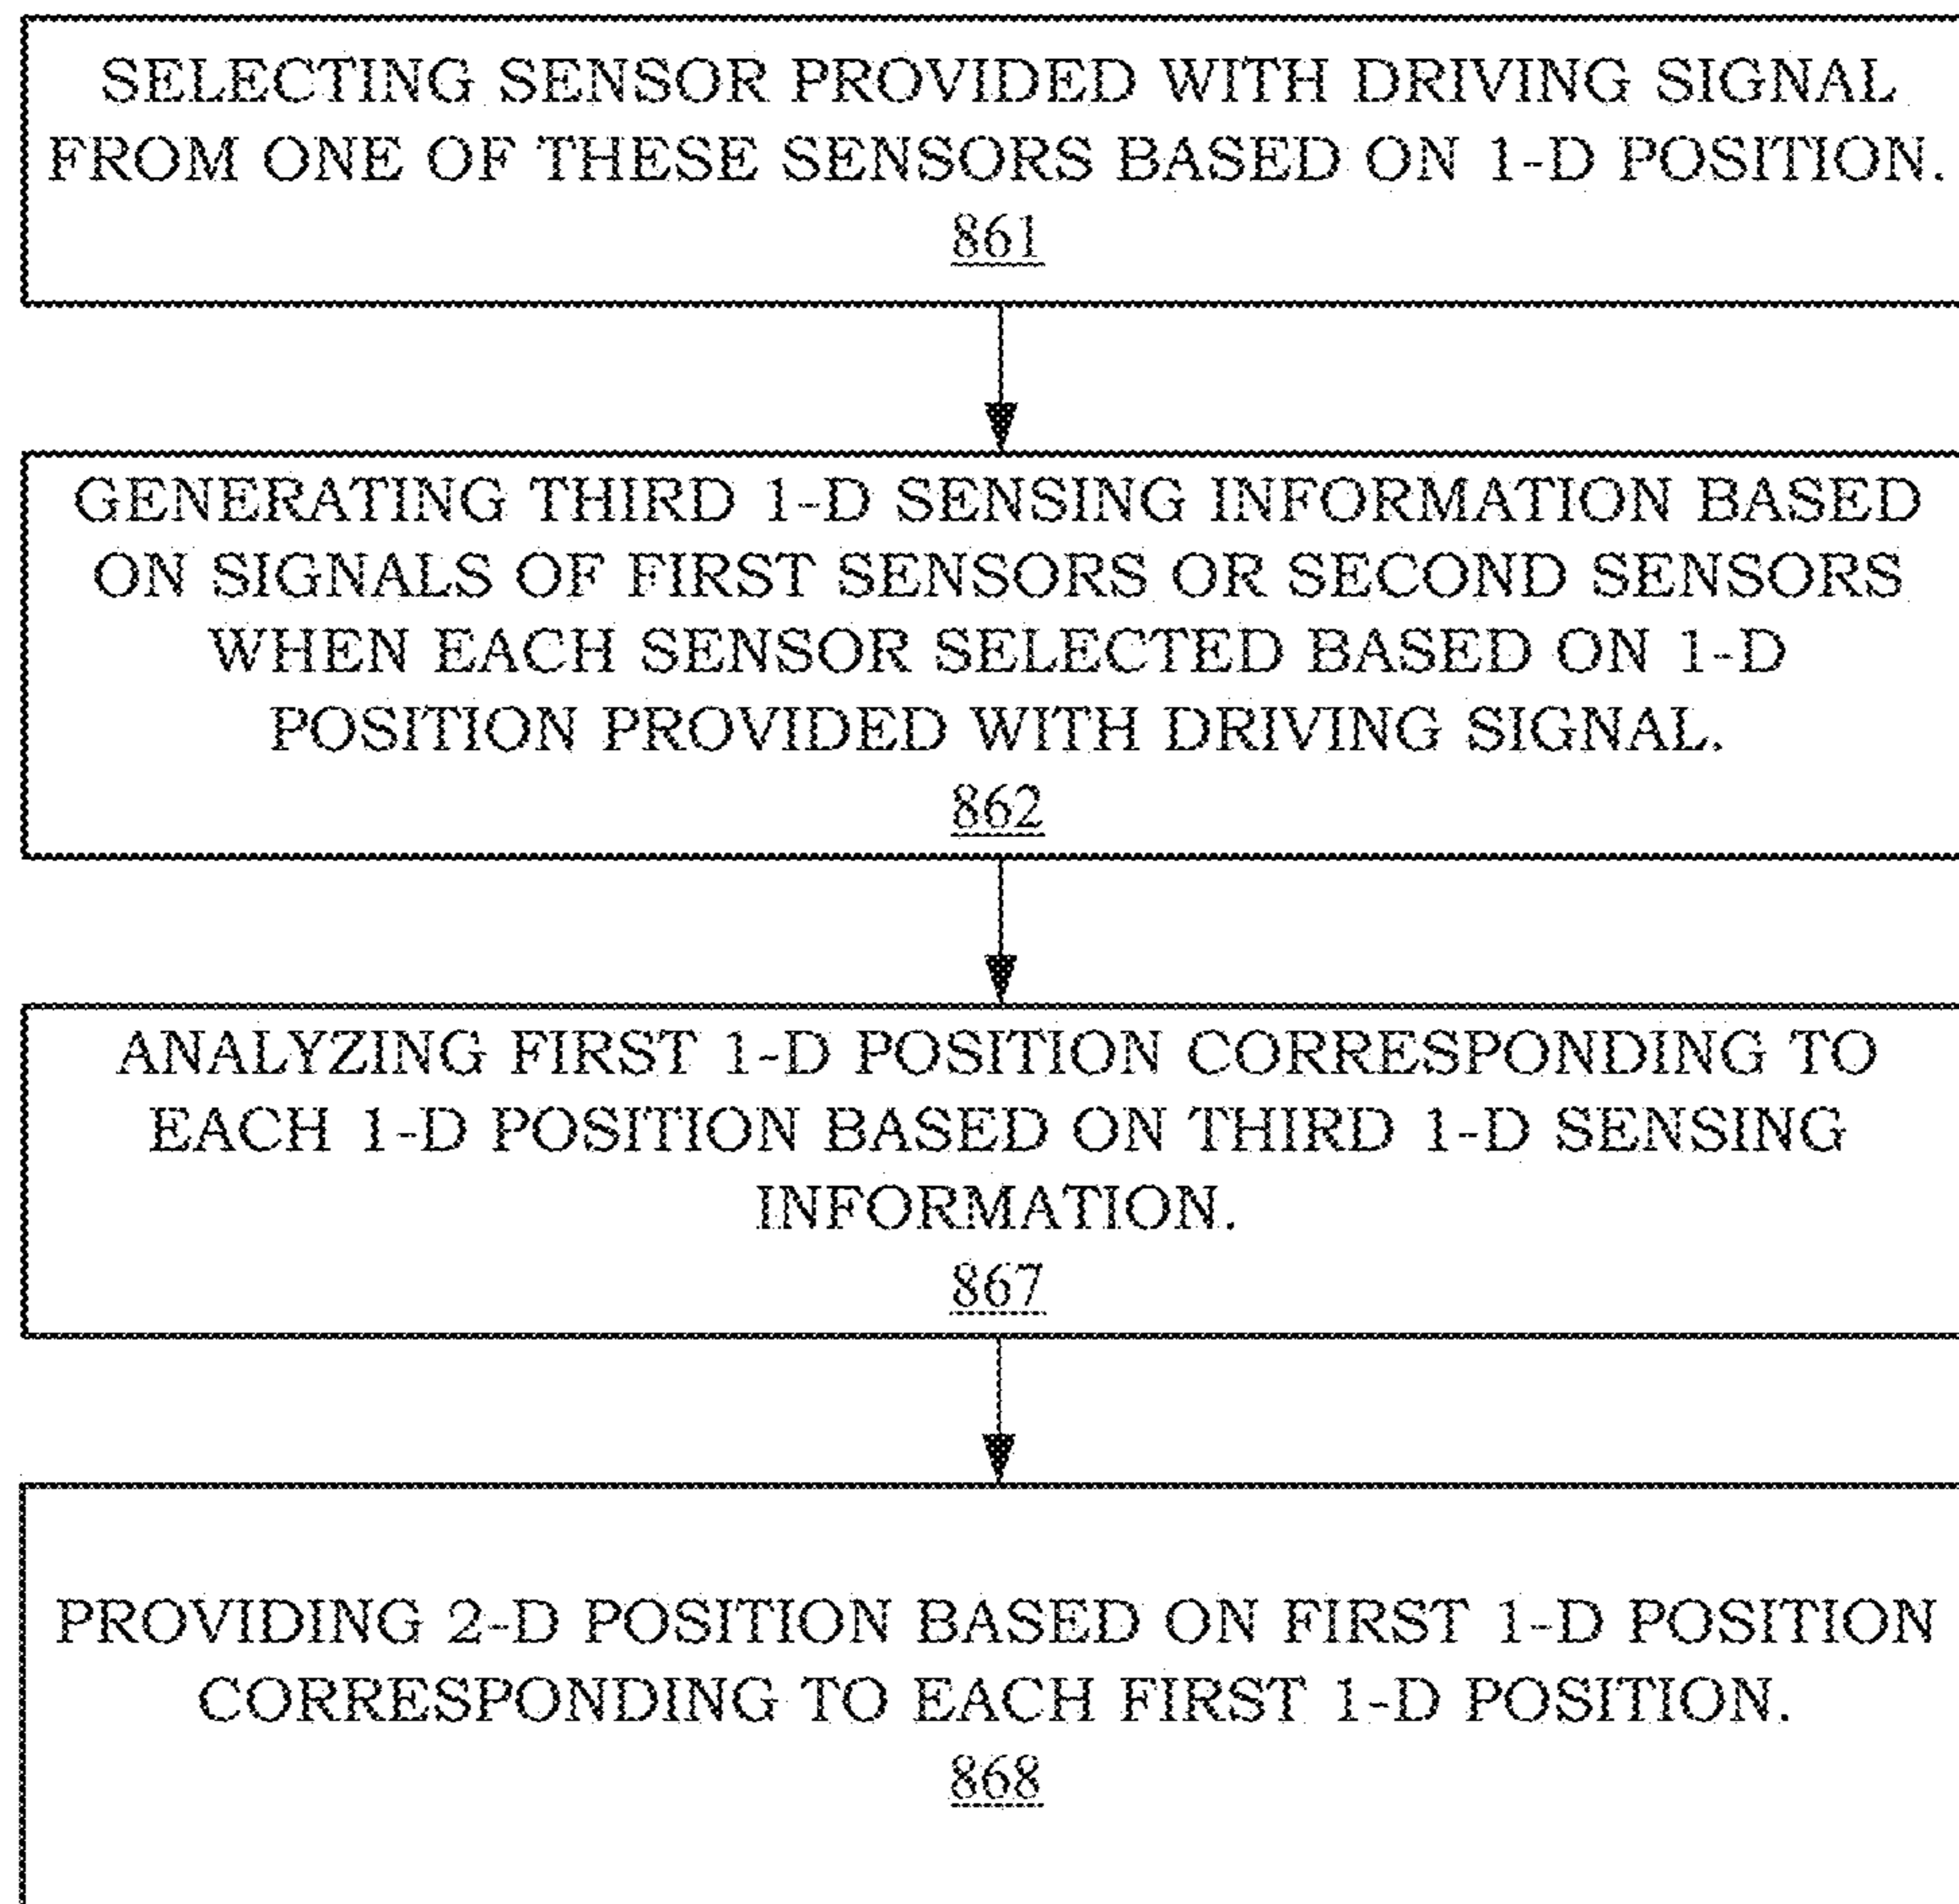 SELECTING SENSOR PROVIDED WITH DRIVING SIGNAL
FROM ONE OF THESE SENSORS BASED ON 1-D POSITION.
861
GENERATING THIRD 1-D SENSING INFORMATION BASED
ON SIGNALS OF FIRST SENSORS OR SECOND SENSORS
WHEN EACH SENSOR SELECTED BASED ON 1-D
POSITION PROVIDED WITH DRIVING SIGNAL.
862
ANALYZING FIRST 1-D POSITION CORRESPONDING TO
EACH 1-D POSITION BASED ON THIRD 1-D SENSING
INFORMATION.
867
PROVIDING 2-D POSITION BASED ON FIRST 1-D POSITION
CORRESPONDING TO EACH FIRST 1-D POSITION.
868